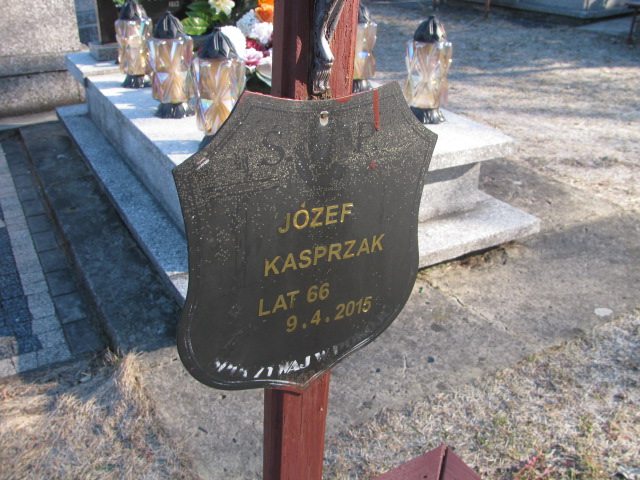 Ś. P.
JÓZEF
KASPRZAK
LAT 66
9.4.2015